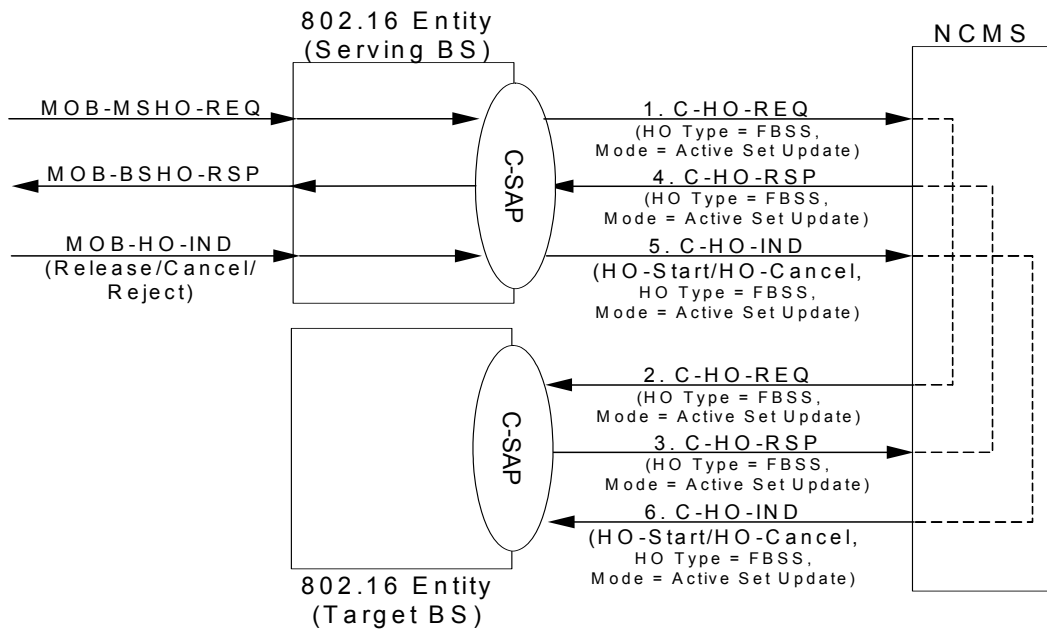 802.16 Entity
(Serving BS)
NCMS
MOB-MSHO-REQ
MOB-BSHO-RSP
MOB-HO-IND
(Release/Cancel/
Reject)
C-SAP
1. C-HO-REQ
(HO Type = FBSS,
Mode = Active Set Update)
4. C-HO-RSP
(HO Type = FBSS,
Mode = Active Set Update)
5. C-HO-IND
(HO-Start/HO-Cancel,
HO Type = FBSS,
Mode = Active Set Update)
C-SAP
2. C-HO-REQ
(HO Type = FBSS,
Mode = Active Set Update)
3. C-HO-RSP
(HO Type = FBSS,
Mode = Active Set Update)
6. C-HO-IND
(HO-Start/HO-Cancel,
HO Type = FBSS,
Mode = Active Set Update)
802.16 Entity
(Target BS)